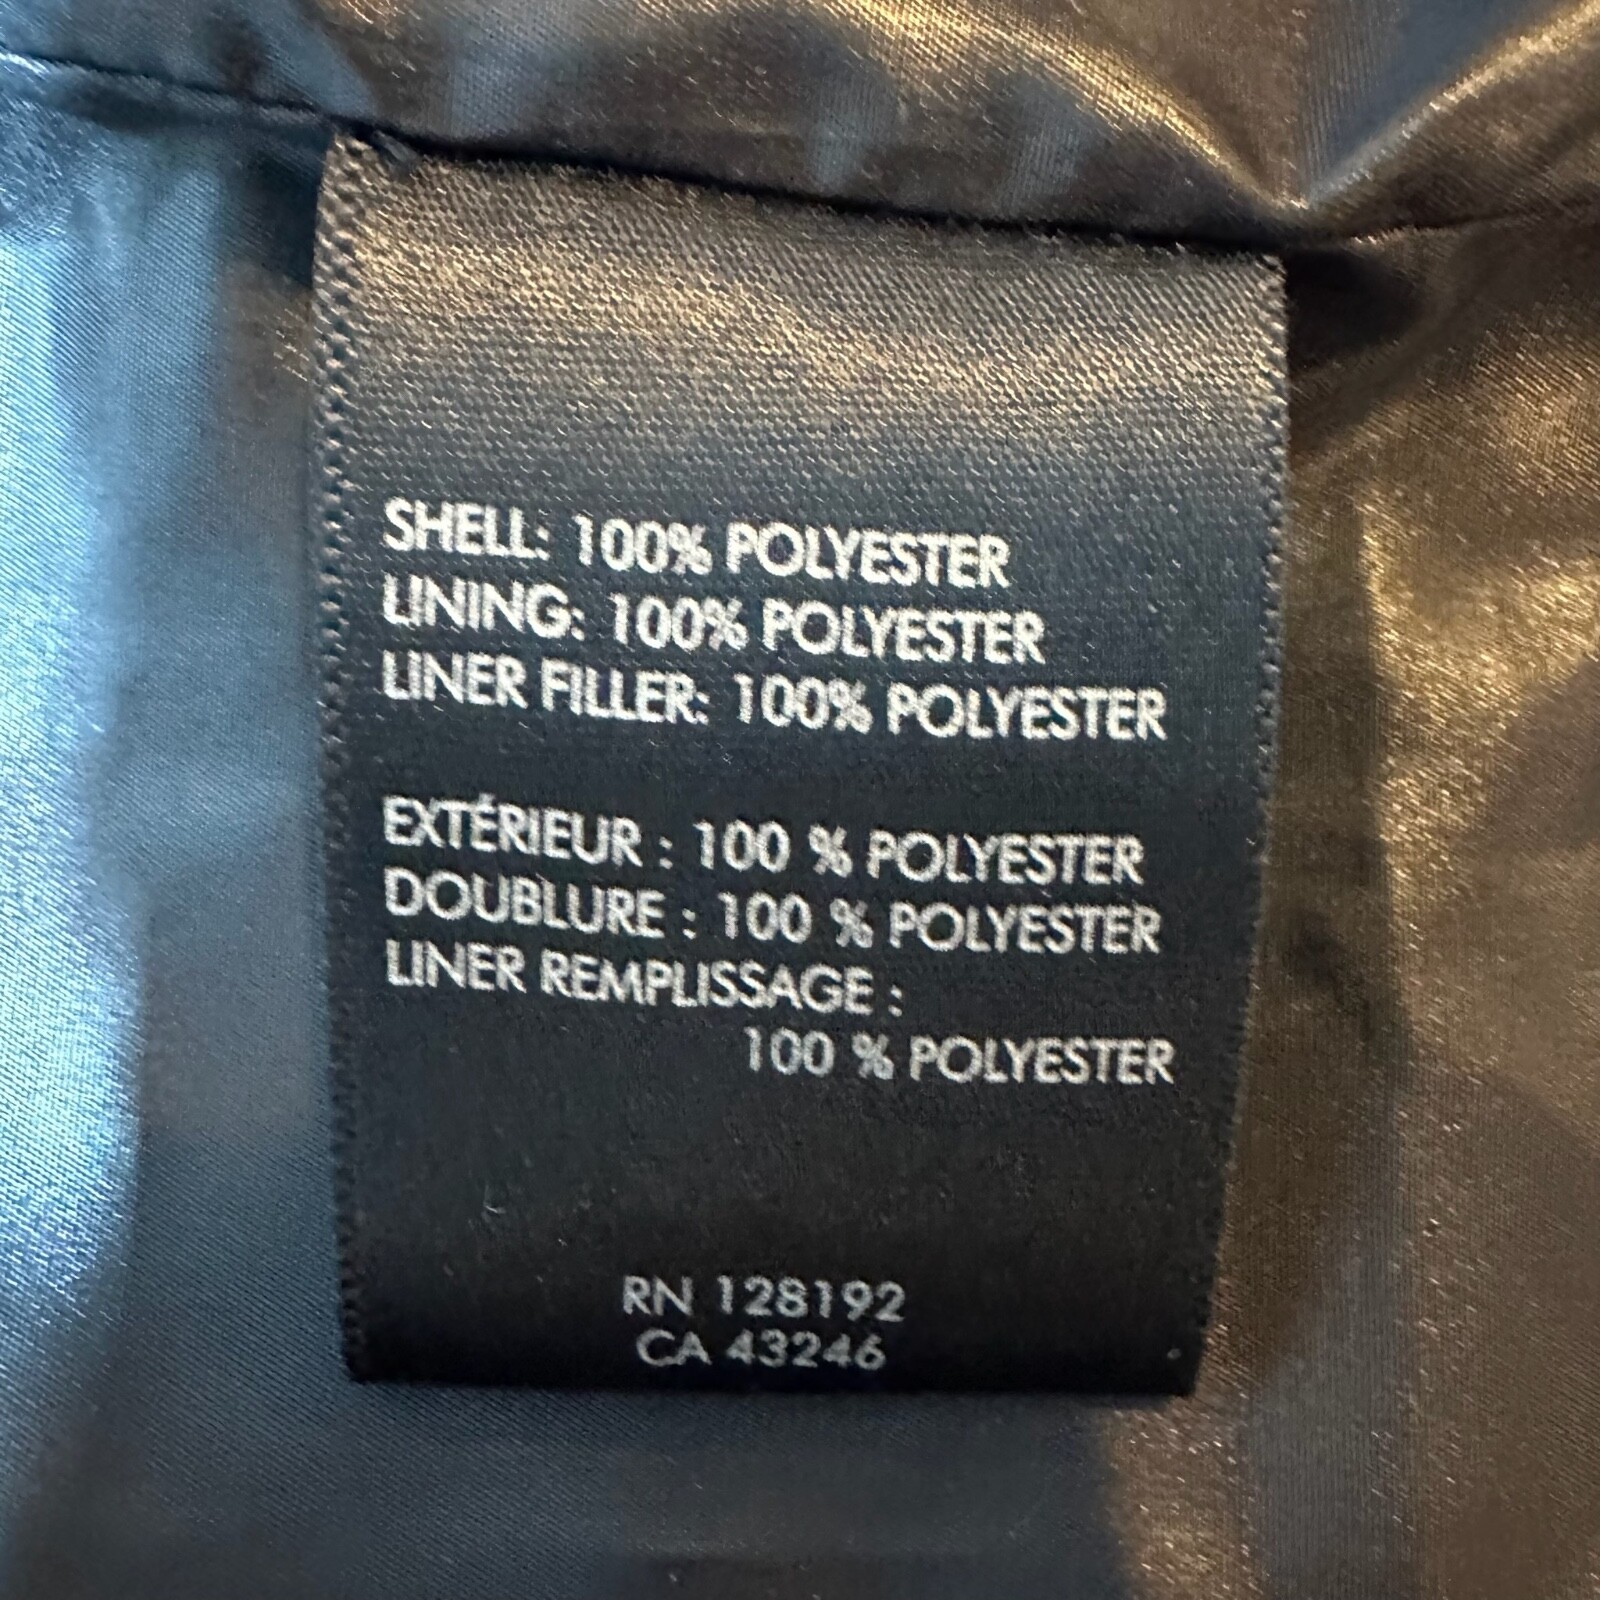 SHELL: 100% POLYESTER
LINING: 100% POLYESTER
LINER FILLER: 100% POLYESTER
EXTÉRIEUR : 100 % POLYESTER
DOUBLURE : 100 % POLYESTER
LINER REMPLISSAGE :
100 % POLYESTER
RN 128192
CA 43246